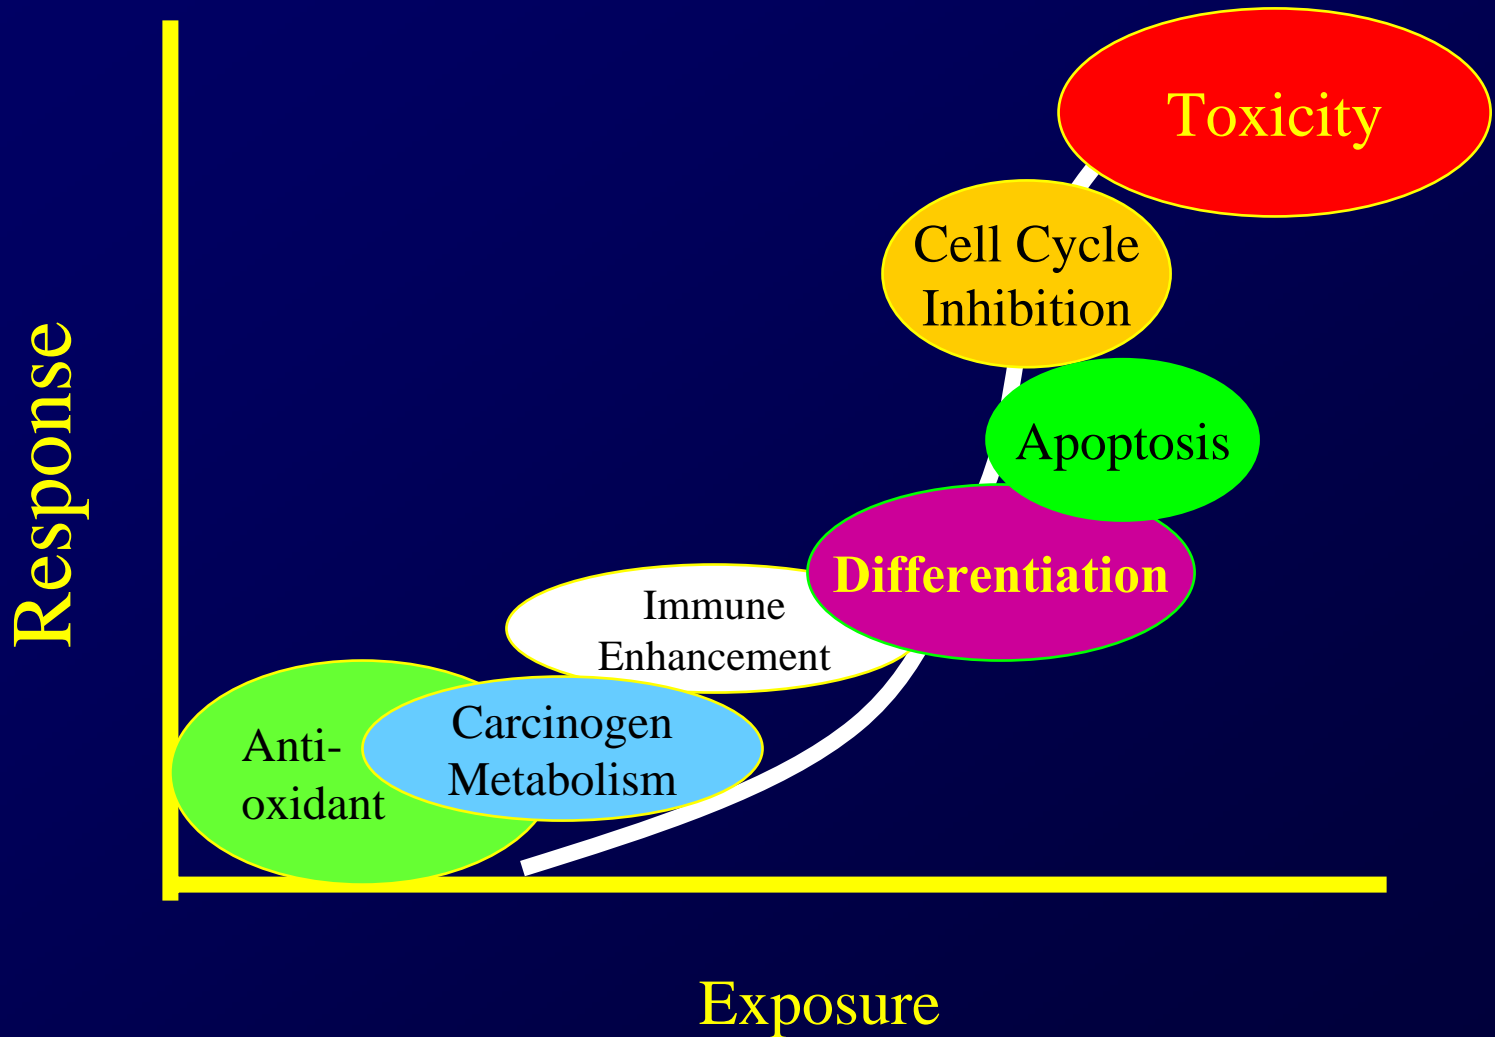 Toxicity
Cell Cycle
Inhibition
Apoptosis
Differentiation
Immune
Enhancement
Carcinogen
Metabolism
Anti-
oxidant
Response
Exposure